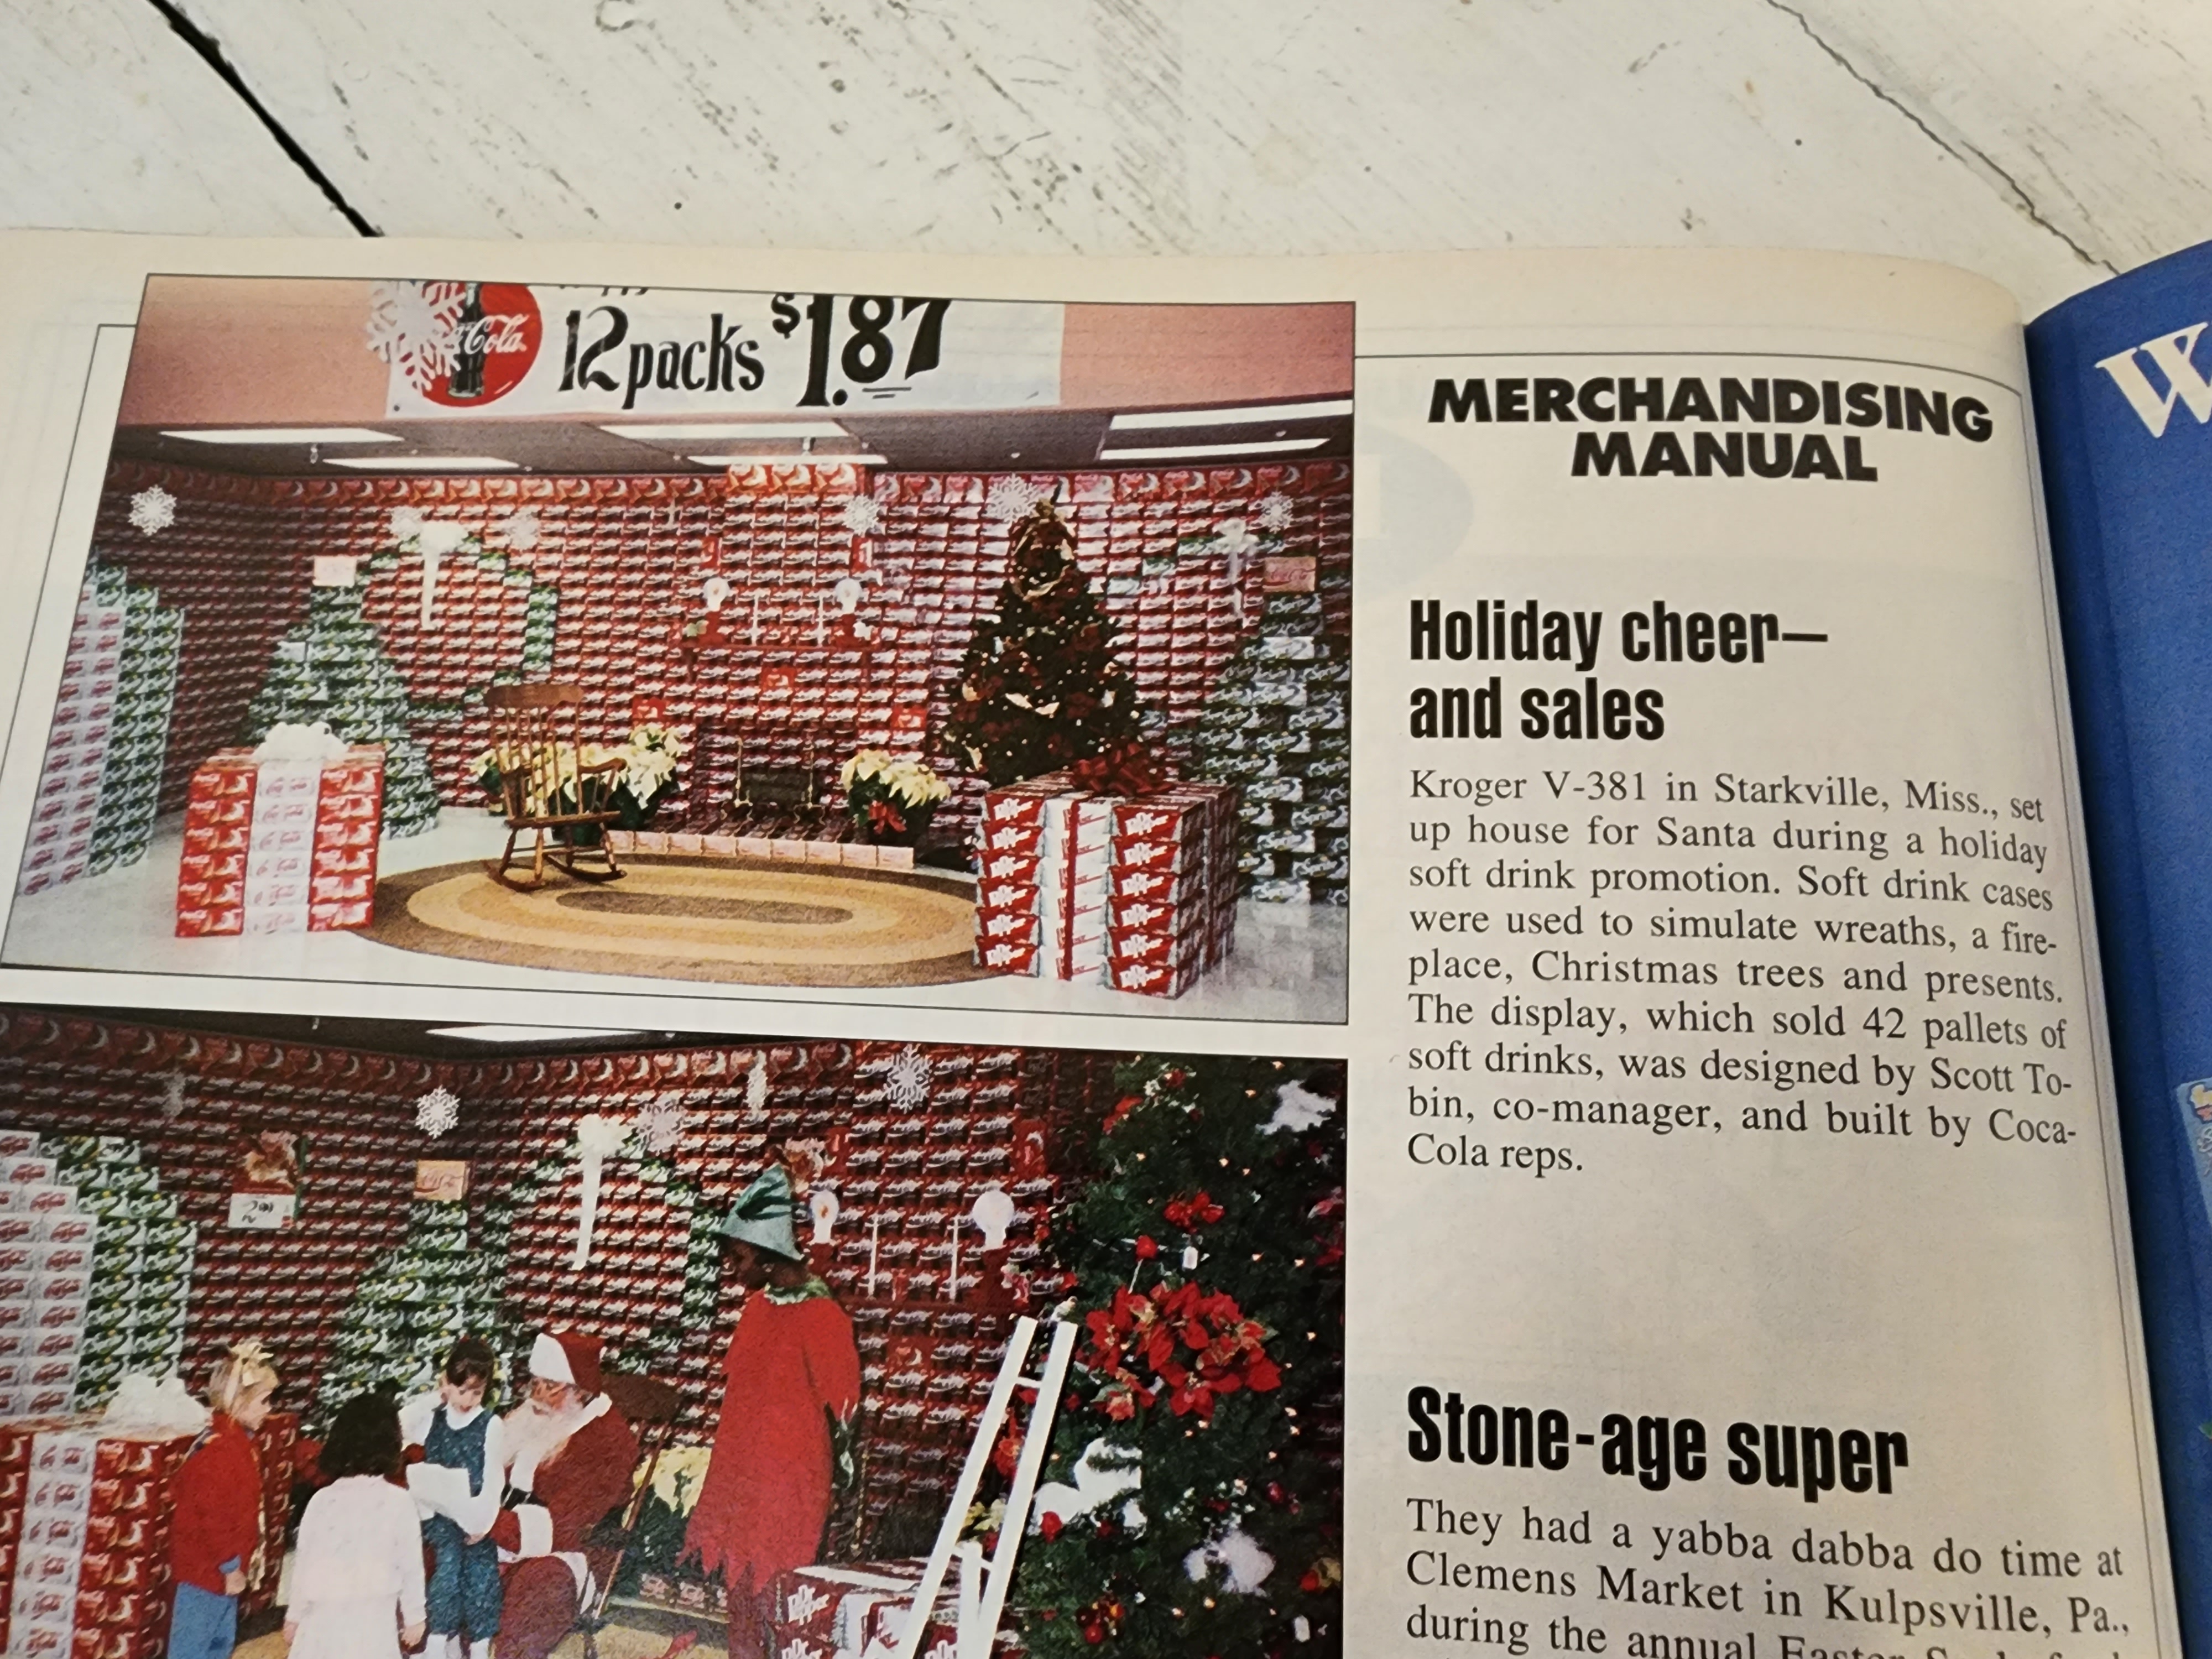 Cola
12 packs $1.87
MERCHANDISING
MANUAL
Holiday cheer—
and sales
Kroger V-381 in Starkville, Miss., set
up house for Santa during a holiday
soft drink promotion. Soft drink cases
were used to simulate wreaths, a fire-
place, Christmas trees and presents.
The display, which sold 42 pallets of
soft drinks, was designed by Scott To-
bin, co-manager, and built by Coca-
Cola reps.
Stone-age super
They had a yabba dabba do time at
Clemens Market in Kulpsville, Pa.,
during the annual Easter
W